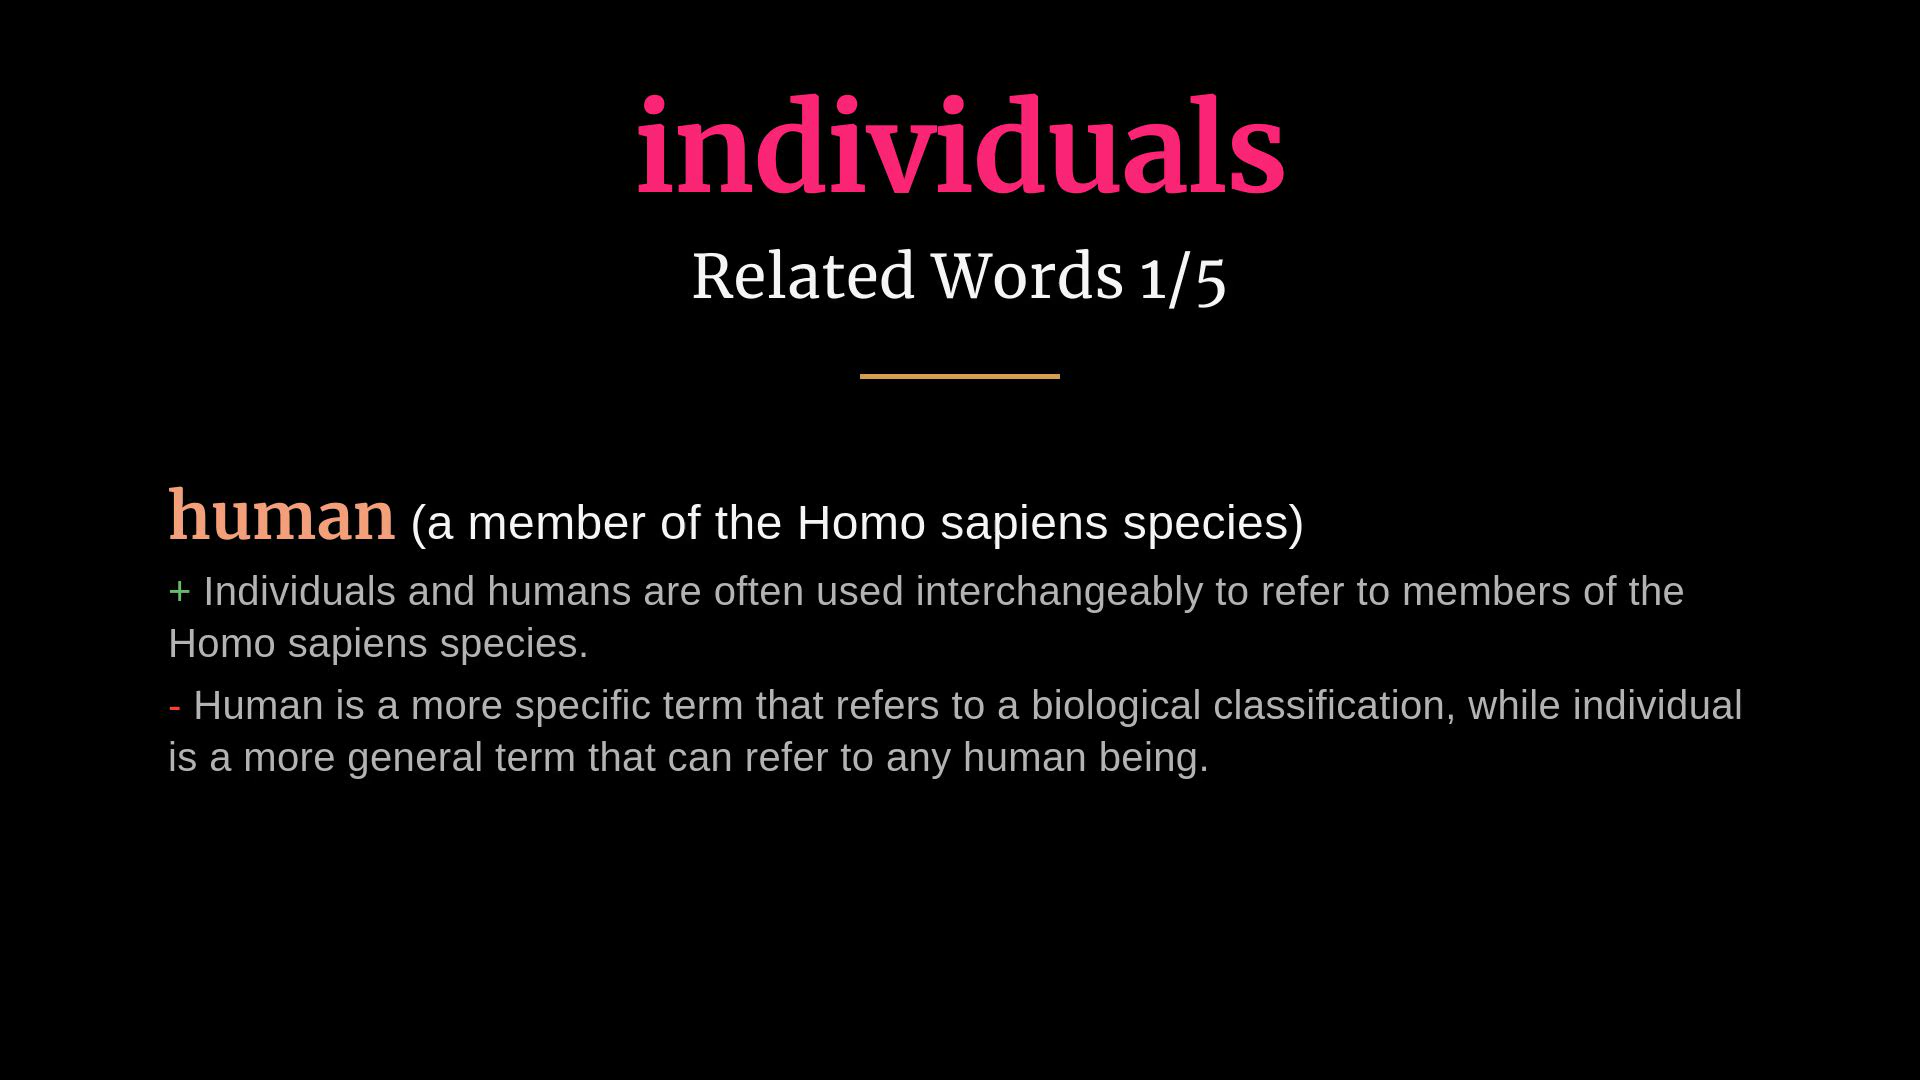 individuals
Related Words 1/5
human (a member of the Homo sapiens species)
+ Individuals and humans are often used interchangeably to refer to members of the
Homo sapiens species.
- Human is a more specific term that refers to a biological classification, while individual
is a more general term that can refer to any human being.